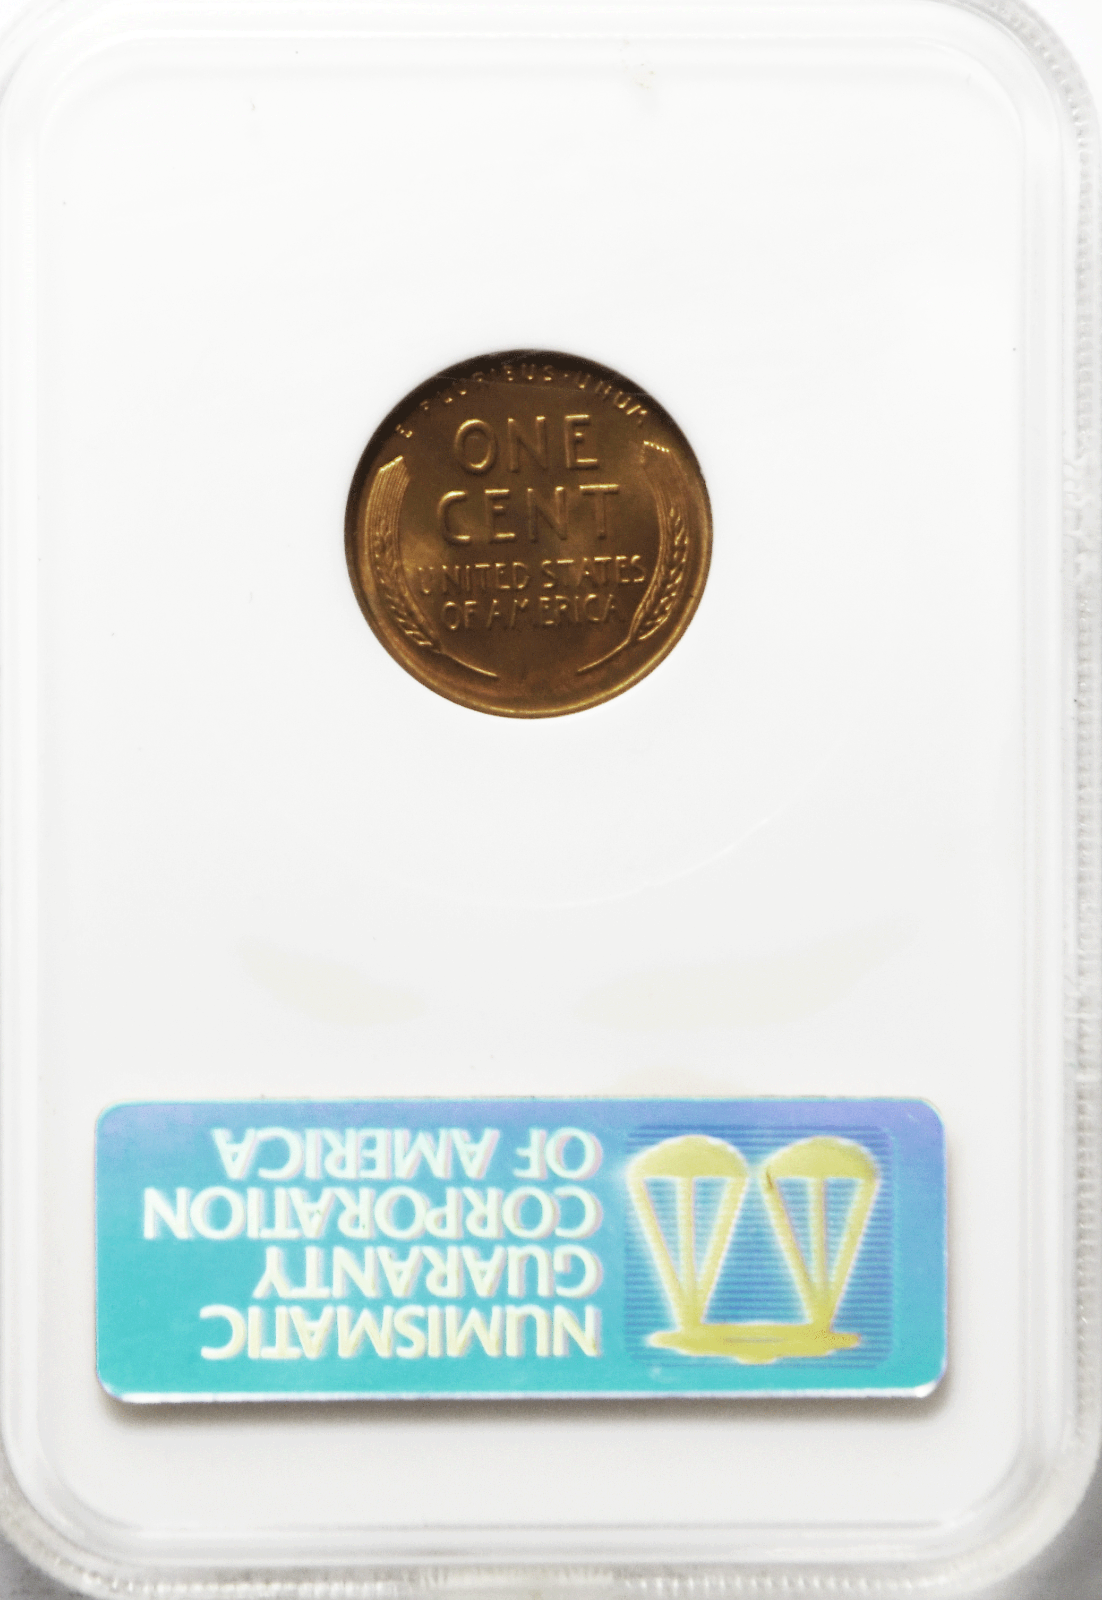 E PLURIBUS·UNUM
ONE
CENT
UNITED STATES
OF AMERICA
NUMISMATIC
GUARANTY
CORPORATION
OF AMERICA